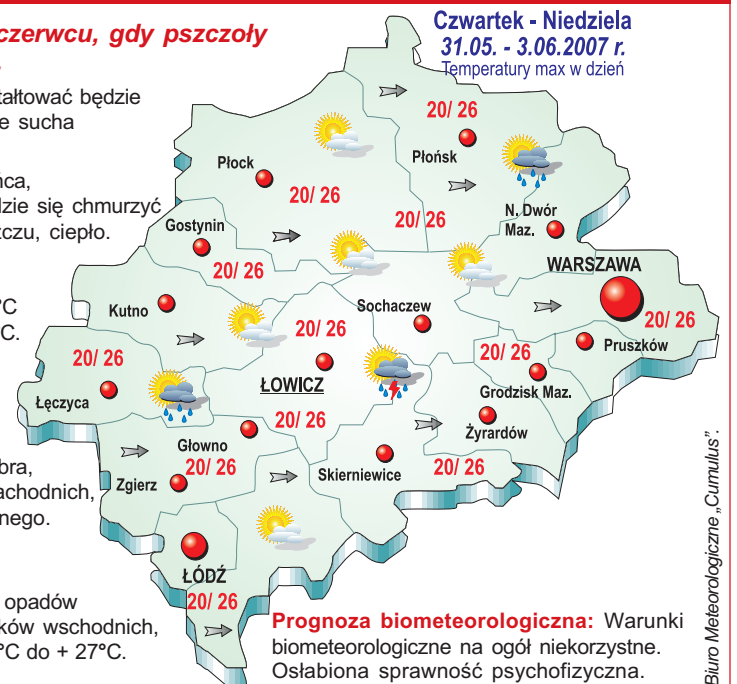 czerwcu, gdy pszczoły
Czwartek - Niedziela
31.05. - 3.06.2007 r.
Temperatury max w dzień
tałtować będzie
e sucha
ńca,
dzie się chmurzyć
szczu, ciepło.
°C
°C.
bra,
achodnich,
nego.
opadów
ków wschodnich,
°C do + 27°C.
20/ 26
Płońsk
Płock
20/ 26
20/ 26
N. Dwór
Maz.
Gostynin
20/ 26
WARSZAWA
20/ 26
Kutno
Sochaczew
20/ 26
Pruszków
20/ 26
Łęczyca
ŁOWICZ
20/ 26
Grodzisk Maz.
20/ 26
Żyrardów
Głowno
20/ 26
Zgierz
Skierniewice
20/ 26
ŁÓDŹ
20/ 26
Prognoza biometeorologiczna: Warunki
biometeorologiczne na ogół niekorzystne.
Osłabiona sprawność psychofizyczna.
Biuro Meteorologiczne „Cumulus”.